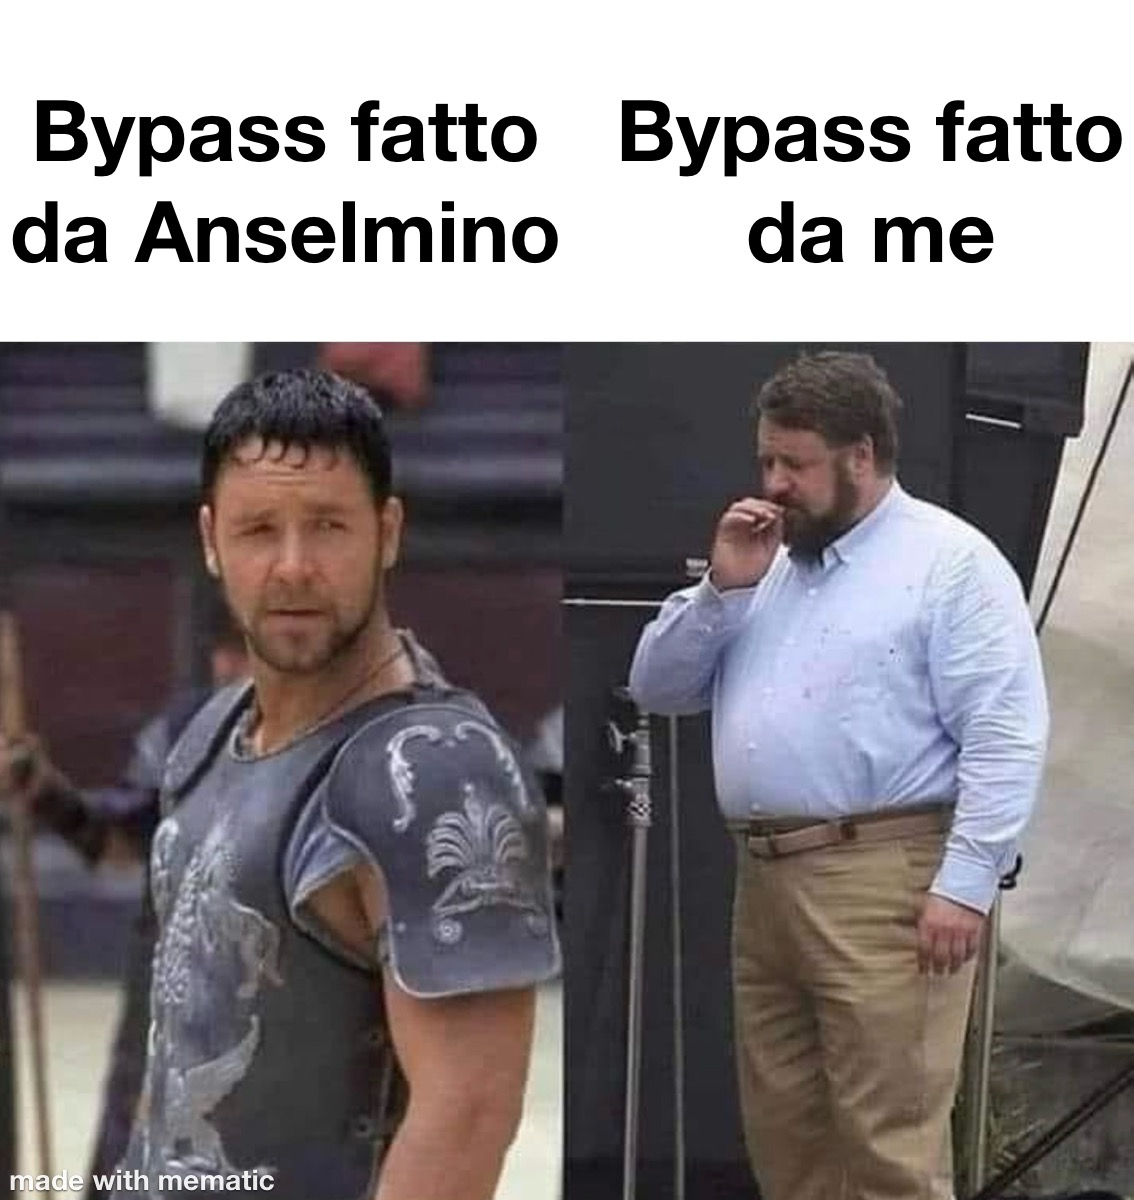 Bypass fatto
da Anselmino
Bypass fatto
da me
made with mematic